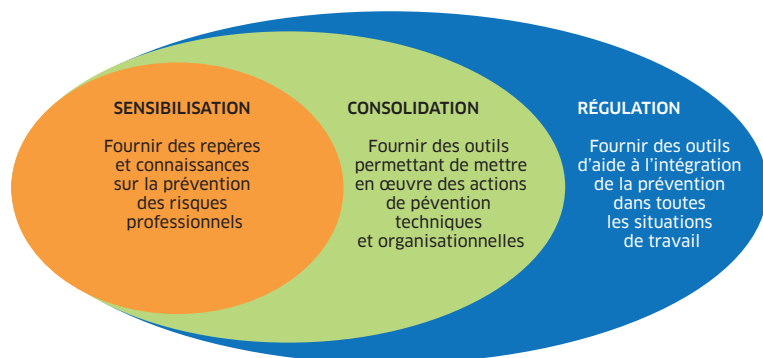 SENSIBILISATION
Fournir des repères
et connaissances
sur la prévention
des risques
professionnels
CONSOLIDATION
Fournir des outils
permettant de mettre
en œuvre des actions
de pévention
techniques
et organisationnelles
RÉGULATION
Fournir des outils
d'aide à l'intégration
de la prévention
dans toutes
les situations
de travail